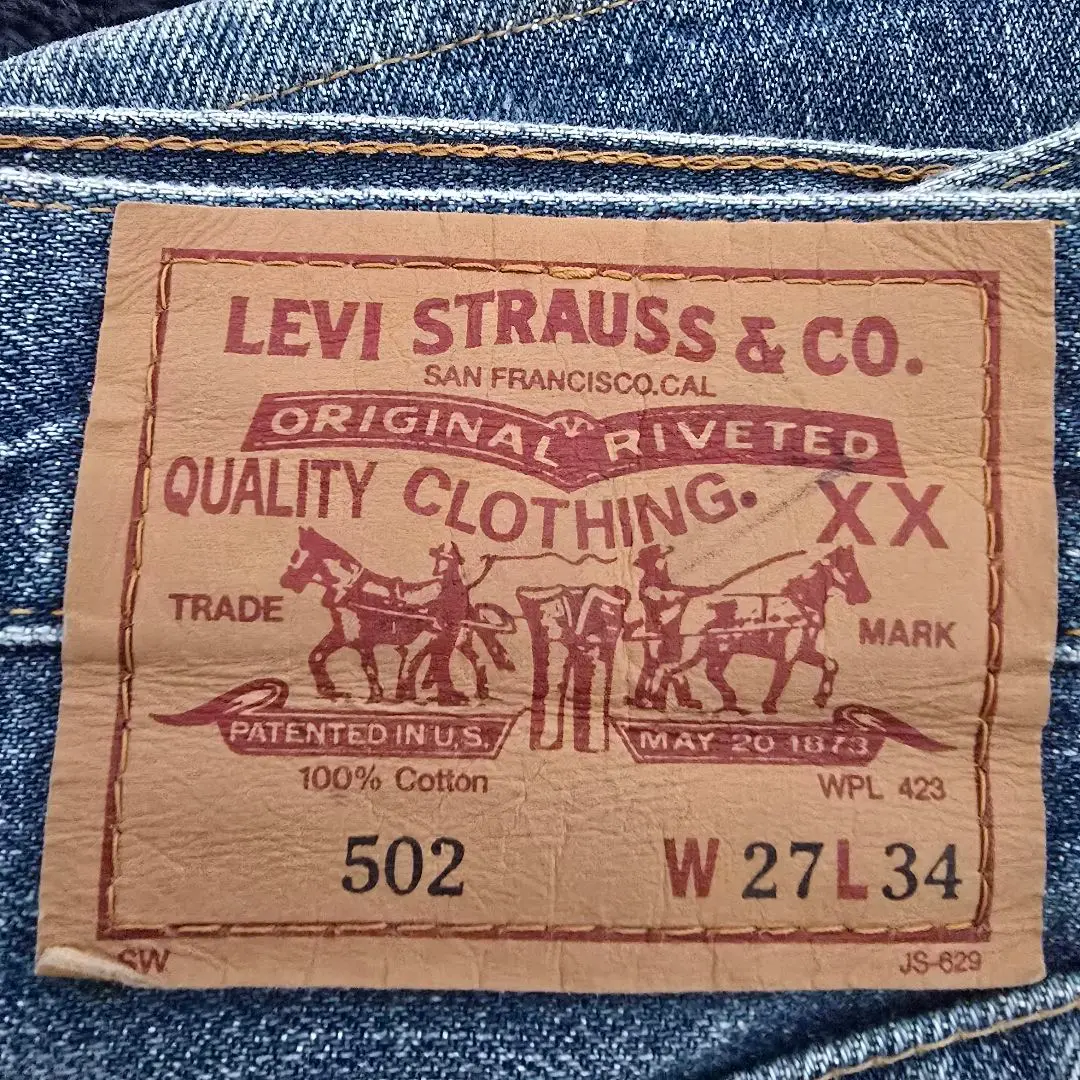 LEVI STRAUSS & CO.
SAN FRANCISCO.CAL
ORIGINAL RIVETED
QUALITY CLOTHING. XX
TRADE MARK
PATENTED IN U.S. MAY 20 1873
100% Cotton WPL 423
502 W 27 L 34
SW JS-629